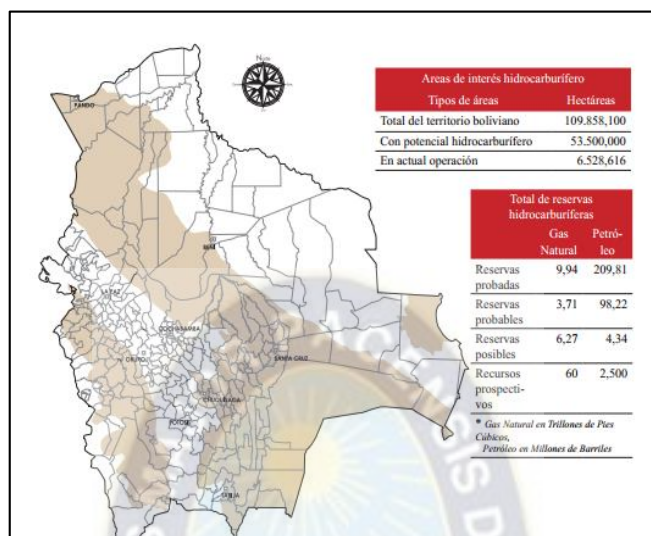 Norte
PANDO
BENI
LA PAZ
COCHABAMBA
ORURO
SANTA CRUZ
CHUQUISACA
POTOSÍ
TARIJA
Areas de interés hidrocarburífero
Tipos de áreas Hectáreas
Total del territorio boliviano 109.858,100
Con potencial hidrocarburífero 53.500,000
En actual operación 6.528,616
Total de reservas
hidrocarburíferas
Gas Petró-
Natural leo
Reservas 9,94 209,81
probadas
Reservas 3,71 98,22
probables
Reservas 6,27 4,34
posibles
Recursos 60 2,500
prospecti-
vos
* Gas Natural en Trillones de Pies
Cúbicos,
Petróleo en Millones de Barriles